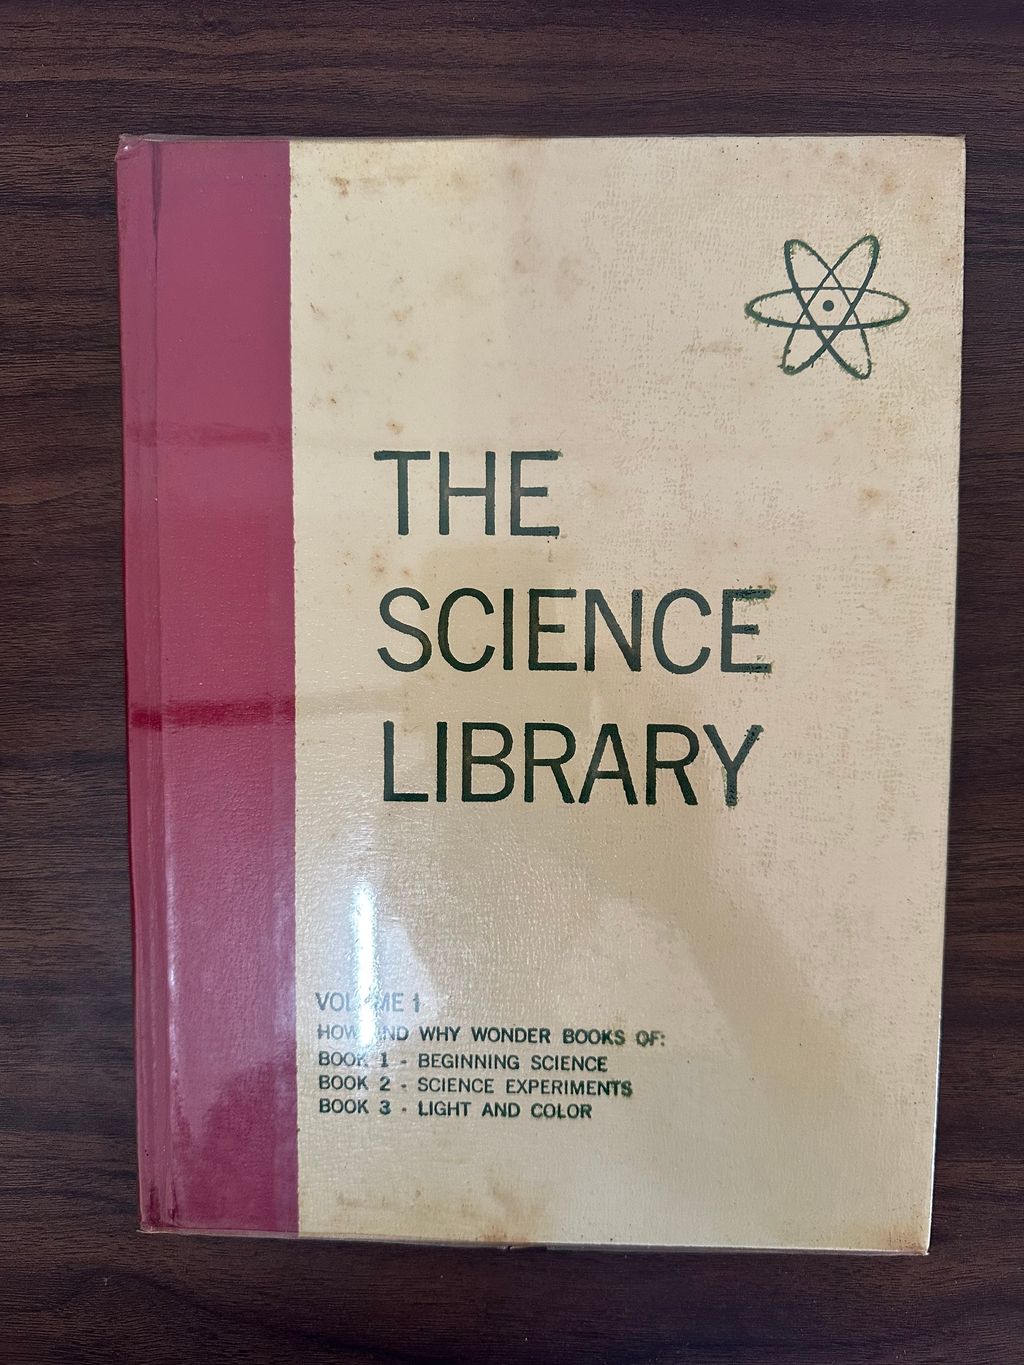 THE
SCIENCE
LIBRARY
VOLUME 1
HOW AND WHY WONDER BOOKS OF:
BOOK 1 - BEGINNING SCIENCE
BOOK 2 - SCIENCE EXPERIMENTS
BOOK 3 - LIGHT AND COLOR